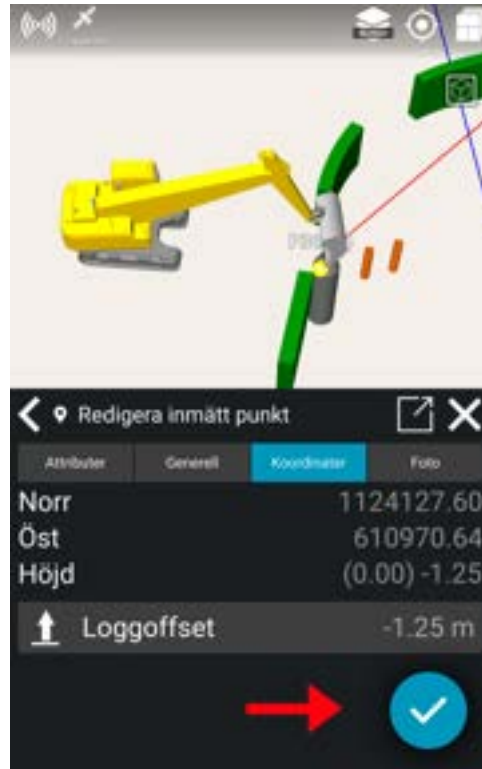 Redigera inmätt punkt
Attributer Generell Koordinater Foto
Norr 1124127.60
Öst 610970.64
Höjd (0.00) -1.25
Loggoffset -1.25 m